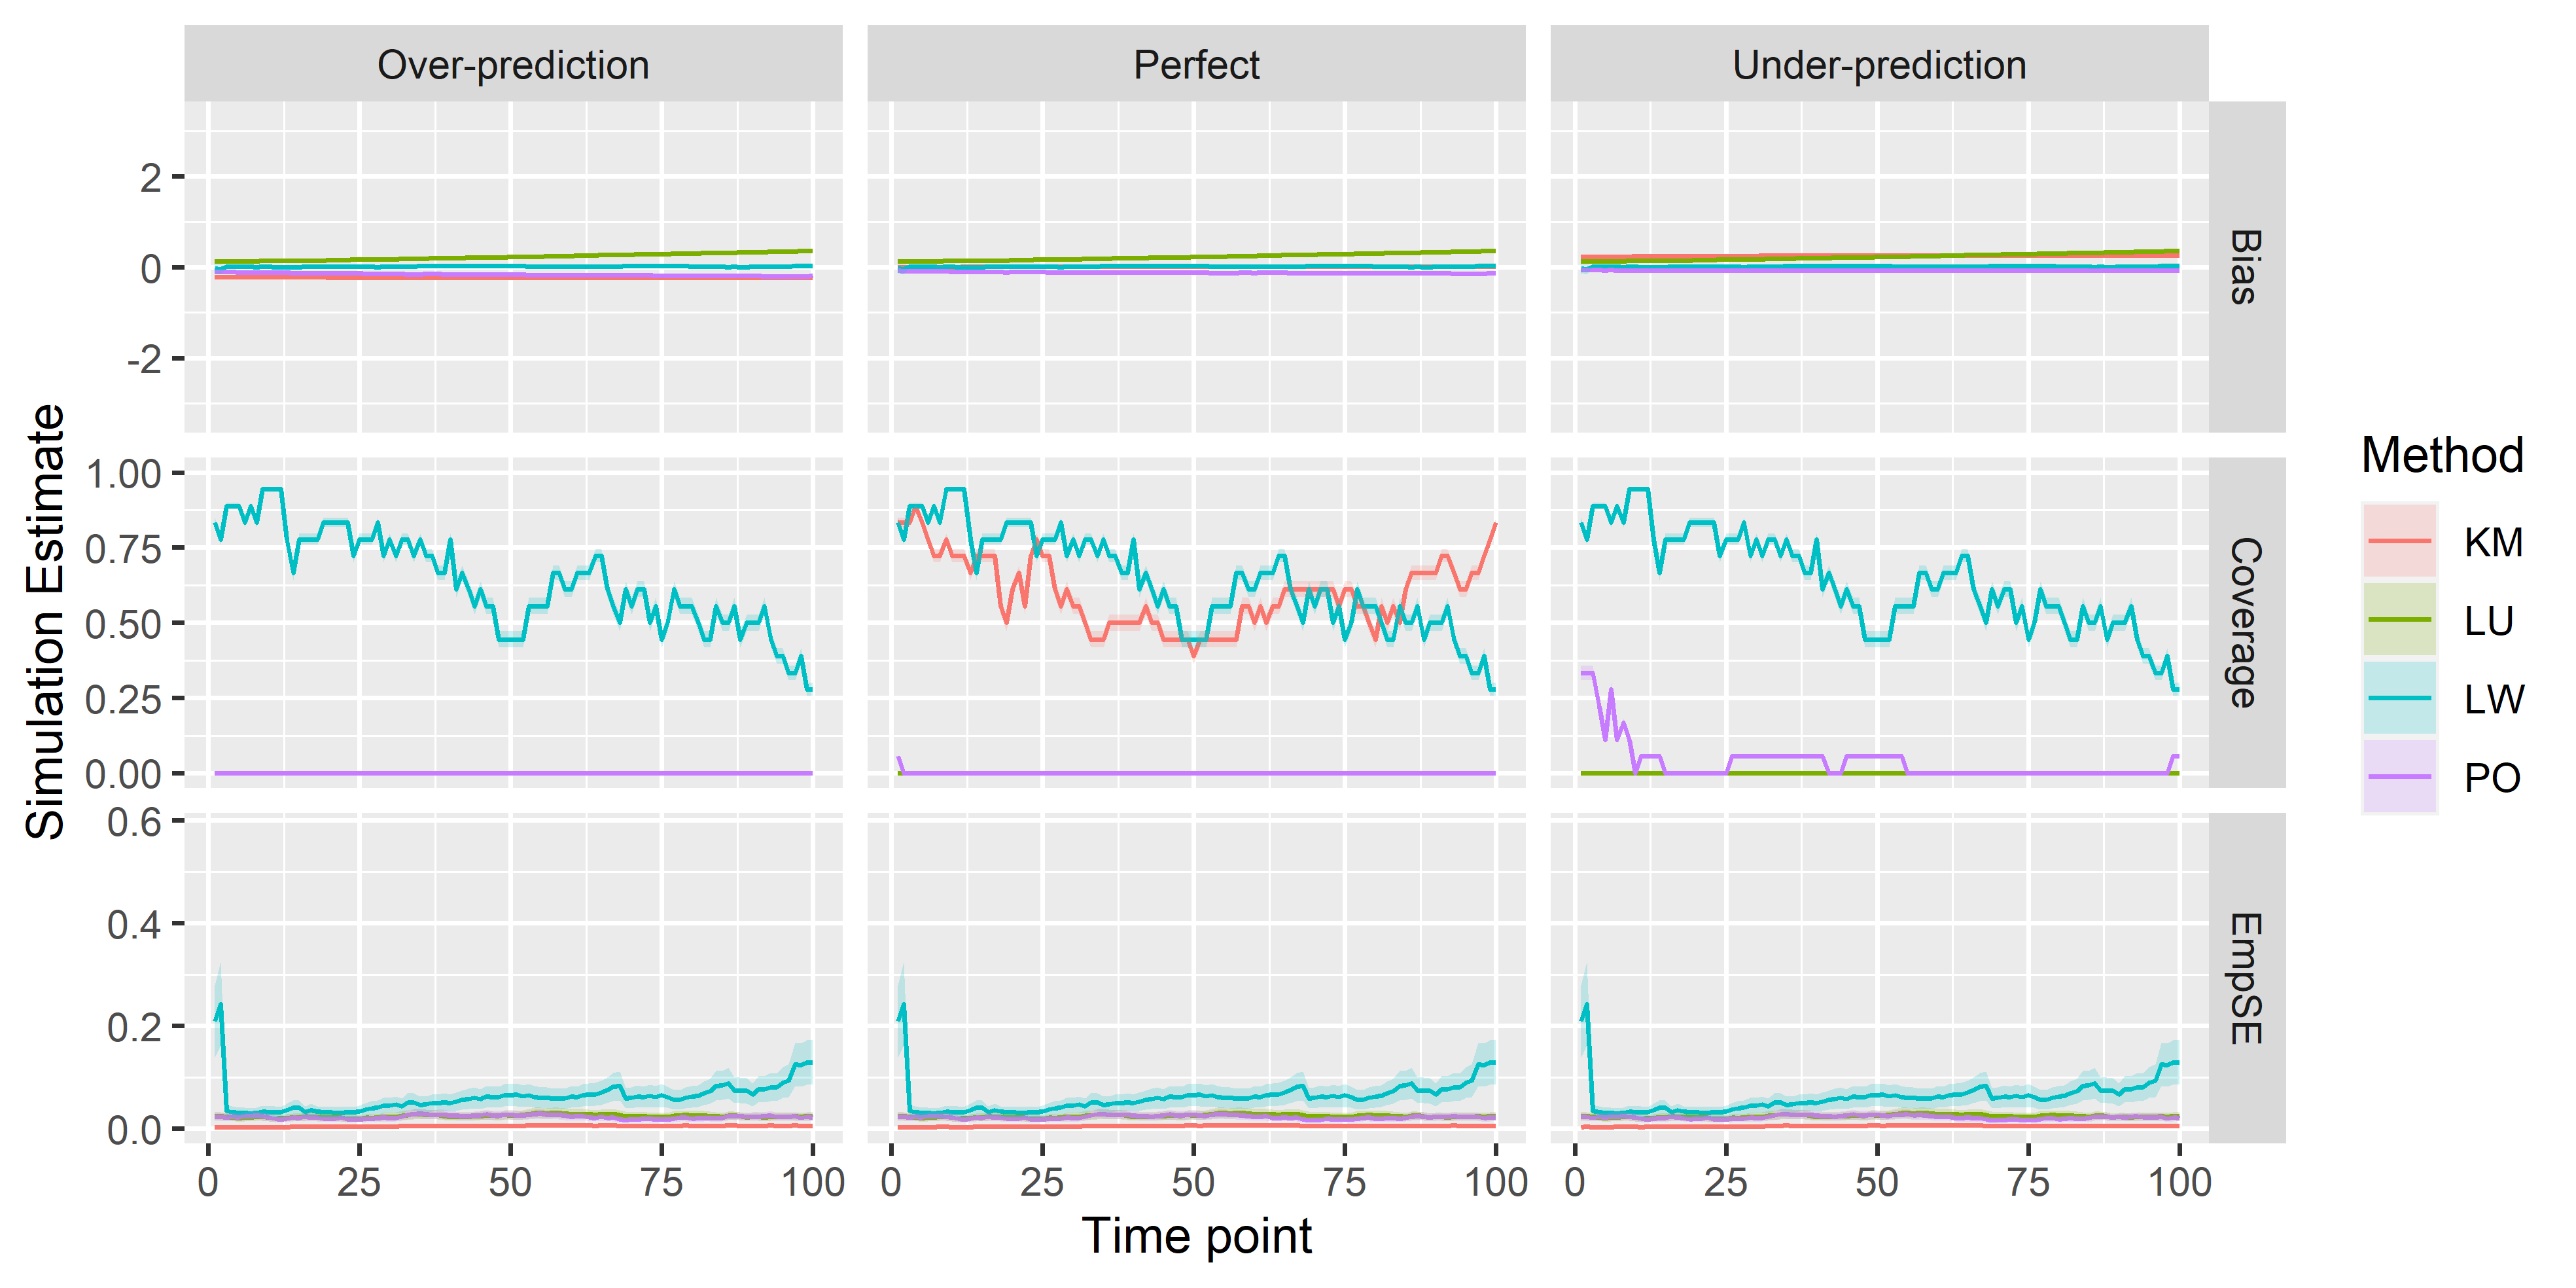 Over-prediction
Perfect
Under-prediction
2
0
-2
Bias
1.00
0.75
0.50
0.25
0.00
Coverage
0.6
0.4
0.2
0.0
EmpSE
0 25 50 75 100
0 25 50 75 100
0 25 50 75 100
Time point
Simulation Estimate
Method
KM
LU
LW
PO